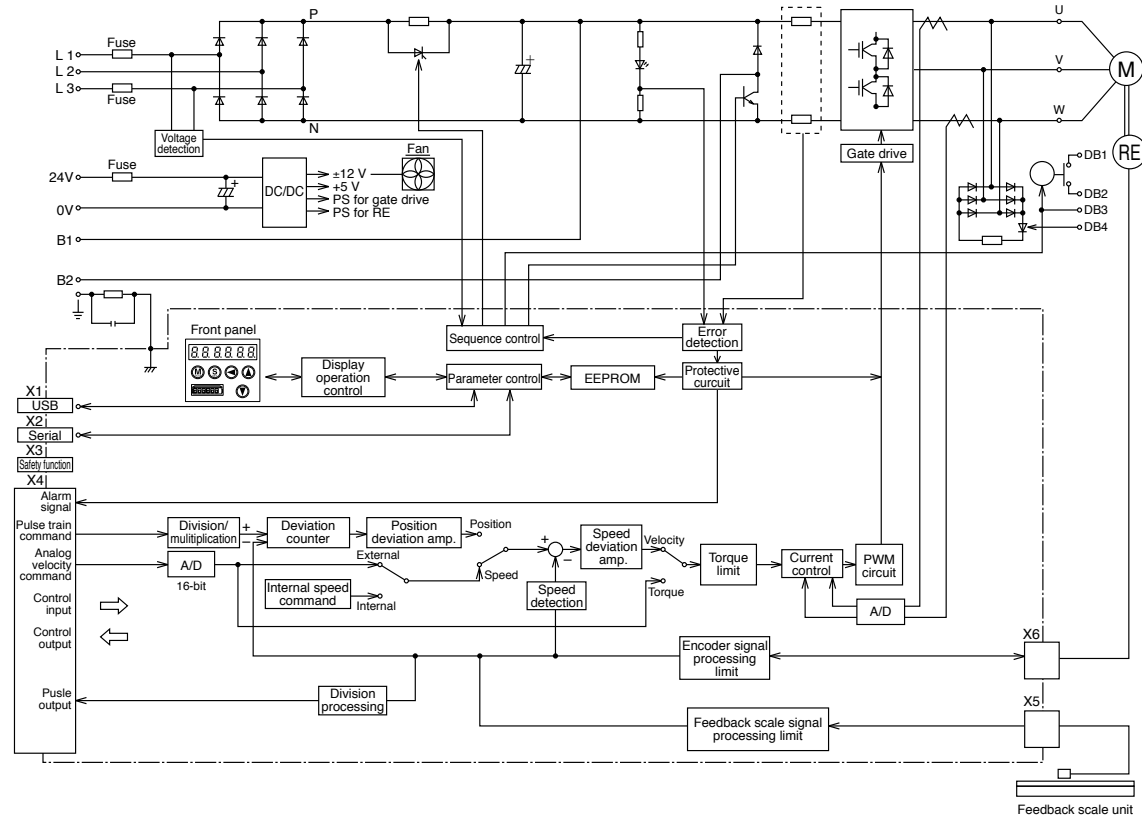 P
U
Fuse
L 1
L 2
L 3
V
M
Fuse
N
W
Voltage
detection
Gate drive
RE
Fuse
Fan
24V
DC/DC
±12 V
+5 V
PS for gate drive
PS for RE
0V
DB1
DB2
DB3
DB4
B1
B2
Front panel
8.8.8.8.8.8.
M
S
Sequence control
Error
detection
Display
operation
control
Parameter control
EEPROM
Protective
curcuit
X1
USB
X2
Serial
X3
Safety function
X4
Alarm
signal
Pulse train
command
Division/
mulitiplication
+
−
Deviation
counter
Position
deviation amp.
Position
Analog
velocity
command
A/D
16-bit
External
Internal speed
command
Internal
Speed
+
−
Speed
deviation
amp.
Speed
detection
Velocity
Torque
Torque
limit
Current
control
PWM
circuit
A/D
Control
input
Control
output
Encoder signal
processing
limit
X6
Pusle
output
Division
processing
Feedback scale signal
processing limit
X5
Feedback scale unit